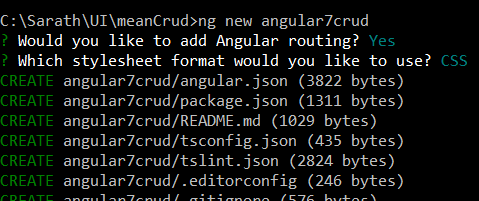 C:\Sarath\UI\meanCrud>ng new angular7crud
? Would you like to add Angular routing? Yes
? Which stylesheet format would you like to use? CSS
CREATE angular7crud/angular.json (3822 bytes)
CREATE angular7crud/package.json (1311 bytes)
CREATE angular7crud/README.md (1029 bytes)
CREATE angular7crud/tsconfig.json (435 bytes)
CREATE angular7crud/tslint.json (2824 bytes)
CREATE angular7crud/.editorconfig (246 bytes)
CREATE angular7crud/.gitignore (576 bytes)